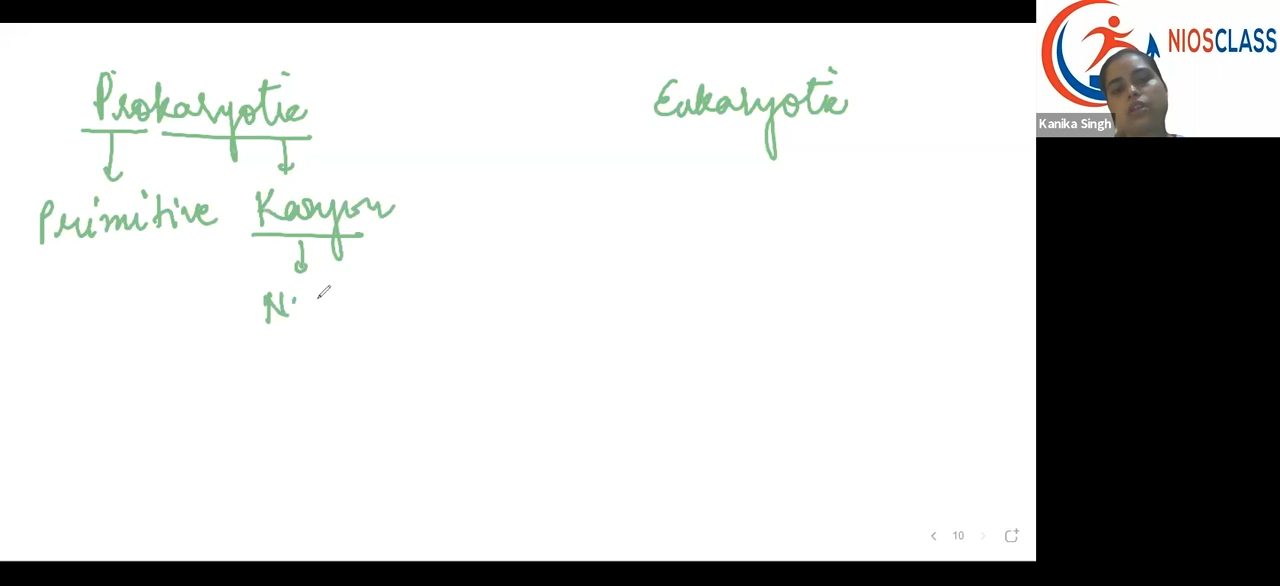 Prokaryotic
Eukaryotic
Primitive Karyon
N.
NIOSCLASS
Kanika Singh
10